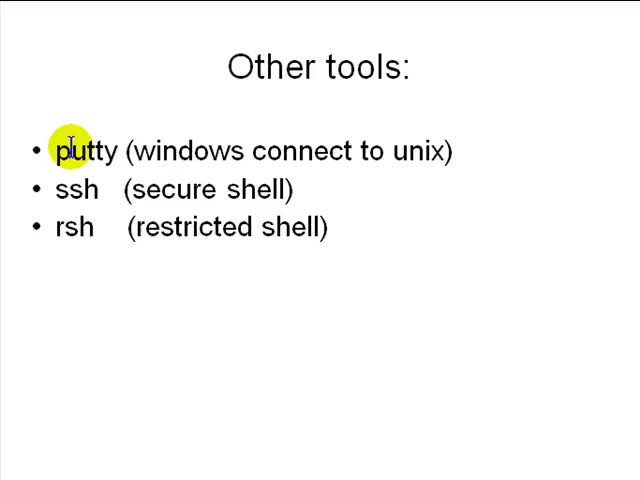 Other tools:
• putty (windows connect to unix)
• ssh (secure shell)
• rsh (restricted shell)